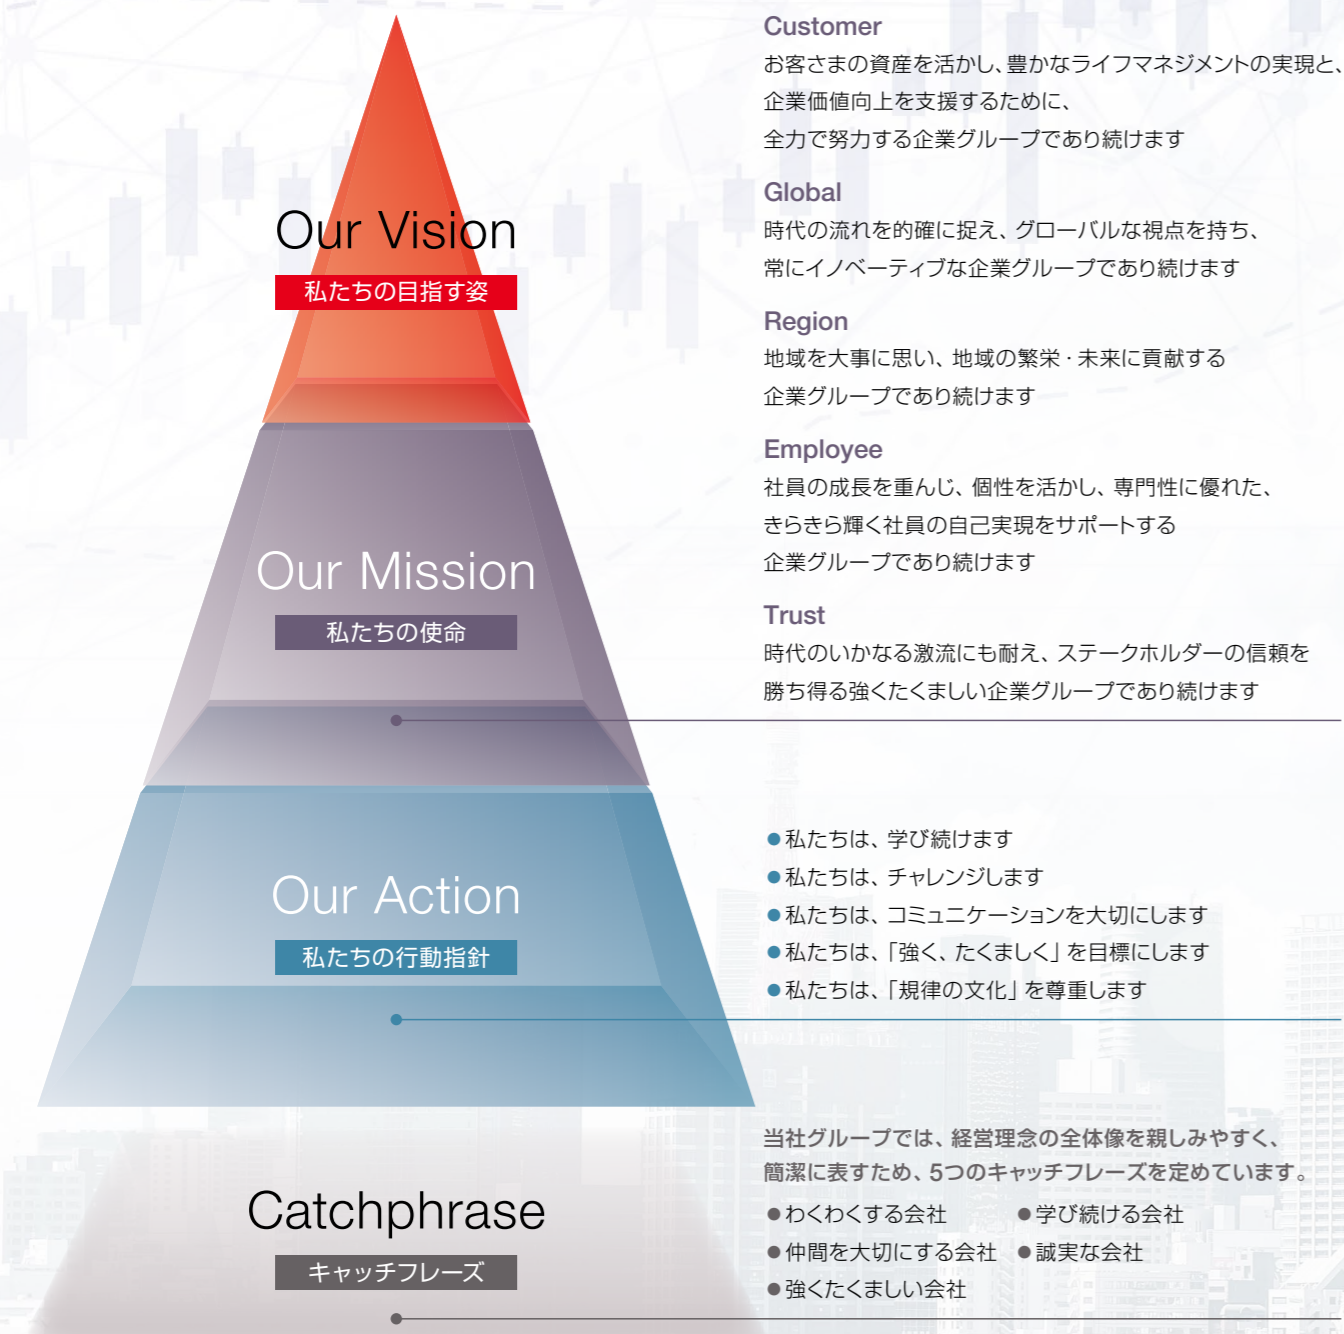 Our Vision
私たちの目指す姿
Customer
お客さまの資産を活かし、豊かなライフマネジメントの実現と、
企業価値向上を支援するために、
全力で努力する企業グループであり続けます
Global
時代の流れを的確に捉え、グローバルな視点を持ち、
常にイノベーティブな企業グループであり続けます
Region
地域を大事に思い、地域の繁栄・未来に貢献する
企業グループであり続けます
Employee
社員の成長を重んじ、個性を活かし、専門性に優れた、
きらきら輝く社員の自己実現をサポートする
企業グループであり続けます
Trust
時代のいかなる激流にも耐え、ステークホルダーの信頼を
勝ち得る強くたくましい企業グループであり続けます
Our Mission
私たちの使命
Our Action
私たちの行動指針
●私たちは、学び続けます
●私たちは、チャレンジします
●私たちは、コミュニケーションを大切にします
●私たちは、「強く、たくましく」を目標にします
●私たちは、「規律の文化」を尊重します
Catchphrase
キャッチフレーズ
当社グループでは、経営理念の全体像を親しみやすく、
簡潔に表すため、5つのキャッチフレーズを定めています。
●わくわくする会社 ●学び続ける会社
●仲間を大切にする会社 ●誠実な会社
●強くたくましい会社